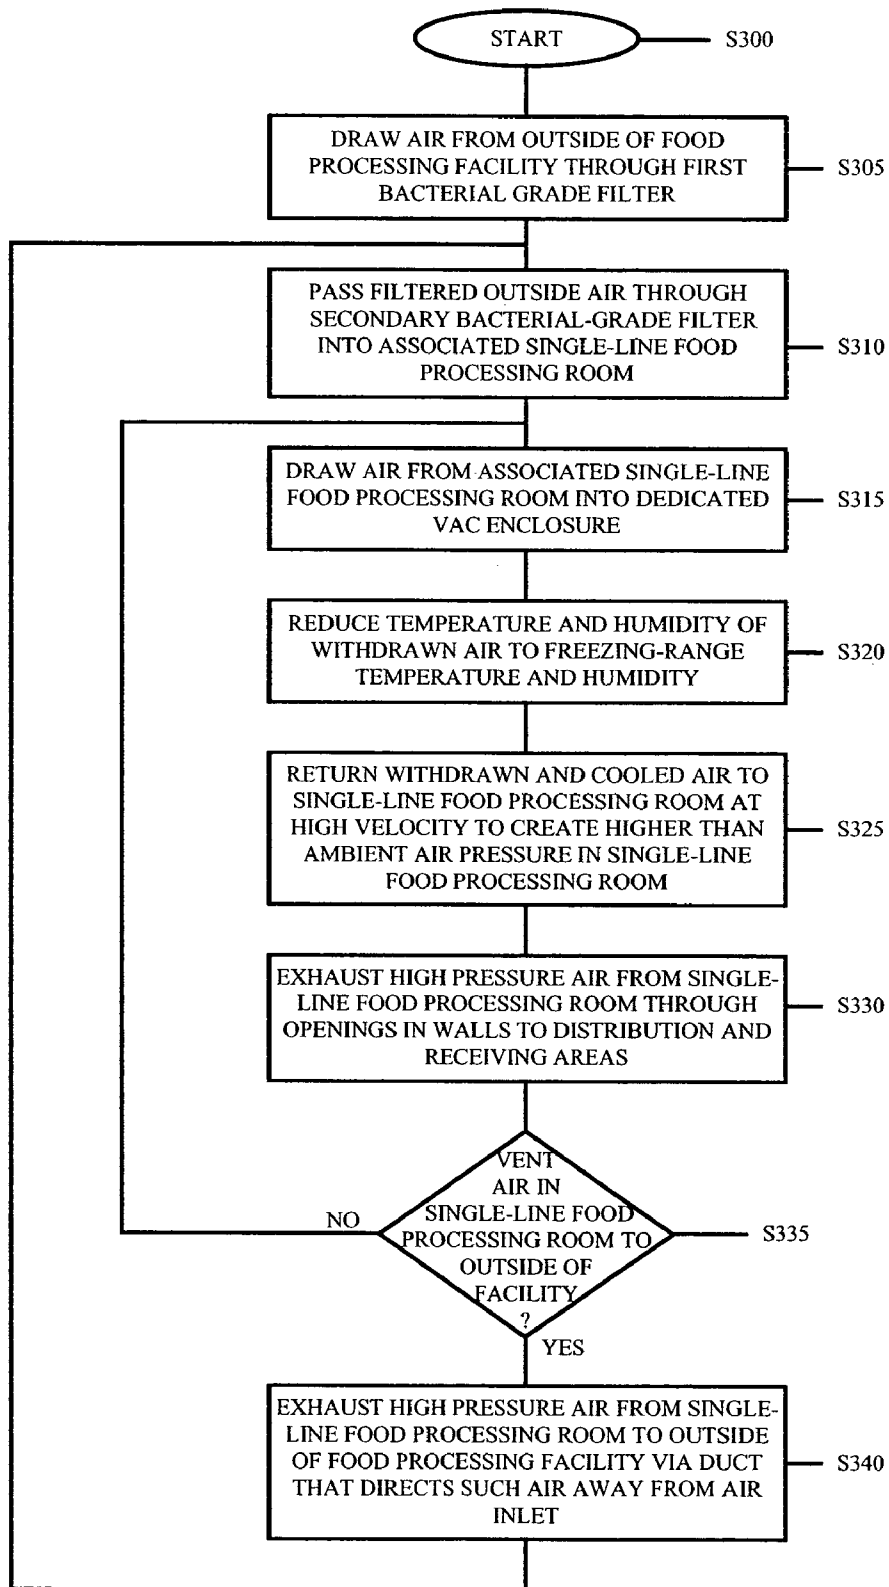 START
S300
DRAW AIR FROM OUTSIDE OF FOOD
PROCESSING FACILITY THROUGH FIRST
BACTERIAL GRADE FILTER
S305
PASS FILTERED OUTSIDE AIR THROUGH
SECONDARY BACTERIAL-GRADE FILTER
INTO ASSOCIATED SINGLE-LINE FOOD
PROCESSING ROOM
S310
DRAW AIR FROM ASSOCIATED SINGLE-LINE
FOOD PROCESSING ROOM INTO DEDICATED
VAC ENCLOSURE
S315
REDUCE TEMPERATURE AND HUMIDITY OF
WITHDRAWN AIR TO FREEZING-RANGE
TEMPERATURE AND HUMIDITY
S320
RETURN WITHDRAWN AND COOLED AIR TO
SINGLE-LINE FOOD PROCESSING ROOM AT
HIGH VELOCITY TO CREATE HIGHER THAN
AMBIENT AIR PRESSURE IN SINGLE-LINE
FOOD PROCESSING ROOM
S325
EXHAUST HIGH PRESSURE AIR FROM SINGLE-
LINE FOOD PROCESSING ROOM THROUGH
OPENINGS IN WALLS TO DISTRIBUTION AND
RECEIVING AREAS
S330
VENT
AIR IN
SINGLE-LINE FOOD
PROCESSING ROOM TO
OUTSIDE OF
FACILITY
?
NO
S335
YES
EXHAUST HIGH PRESSURE AIR FROM SINGLE-
LINE FOOD PROCESSING ROOM TO OUTSIDE
OF FOOD PROCESSING FACILITY VIA DUCT
THAT DIRECTS SUCH AIR AWAY FROM AIR
INLET
S340